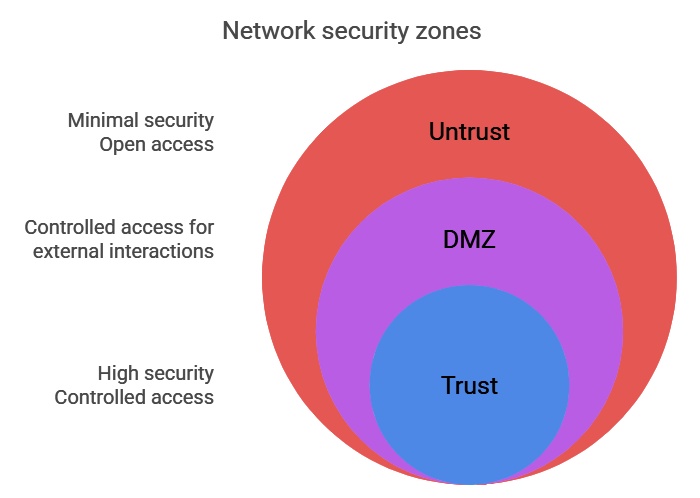 Network security zones
Minimal security
Open access
Untrust
Controlled access for
external interactions
DMZ
High security
Controlled access
Trust